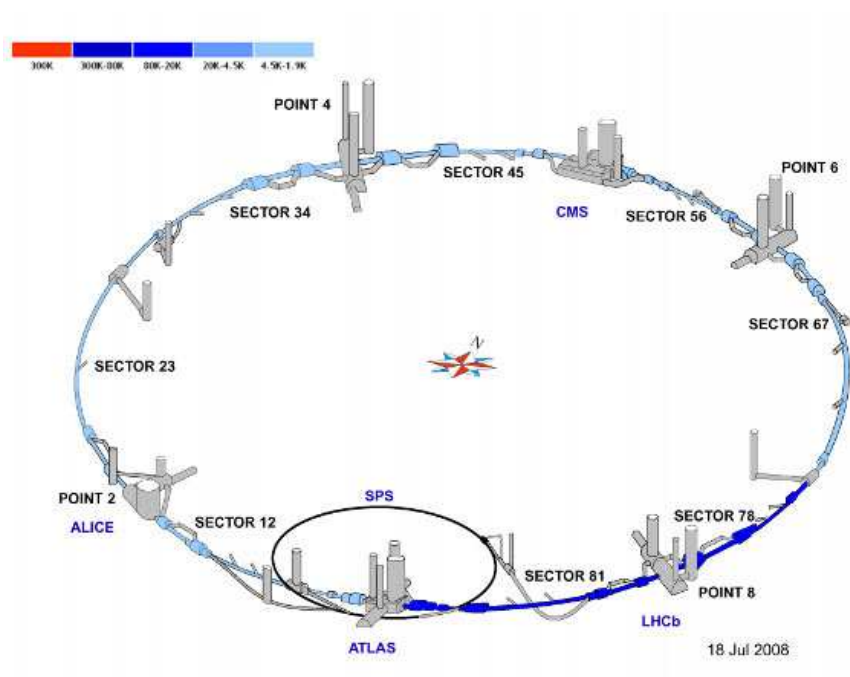 300K 300K-80K 80K-20K 20K-4.5K 4.5K-1.9K
POINT 4
SECTOR 45
POINT 6
SECTOR 34
CMS
SECTOR 56
SECTOR 67
N
SECTOR 23
SPS
POINT 2
ALICE
SECTOR 12
SECTOR 78
SECTOR 81
POINT 8
LHCb
ATLAS
18 Jul 2008